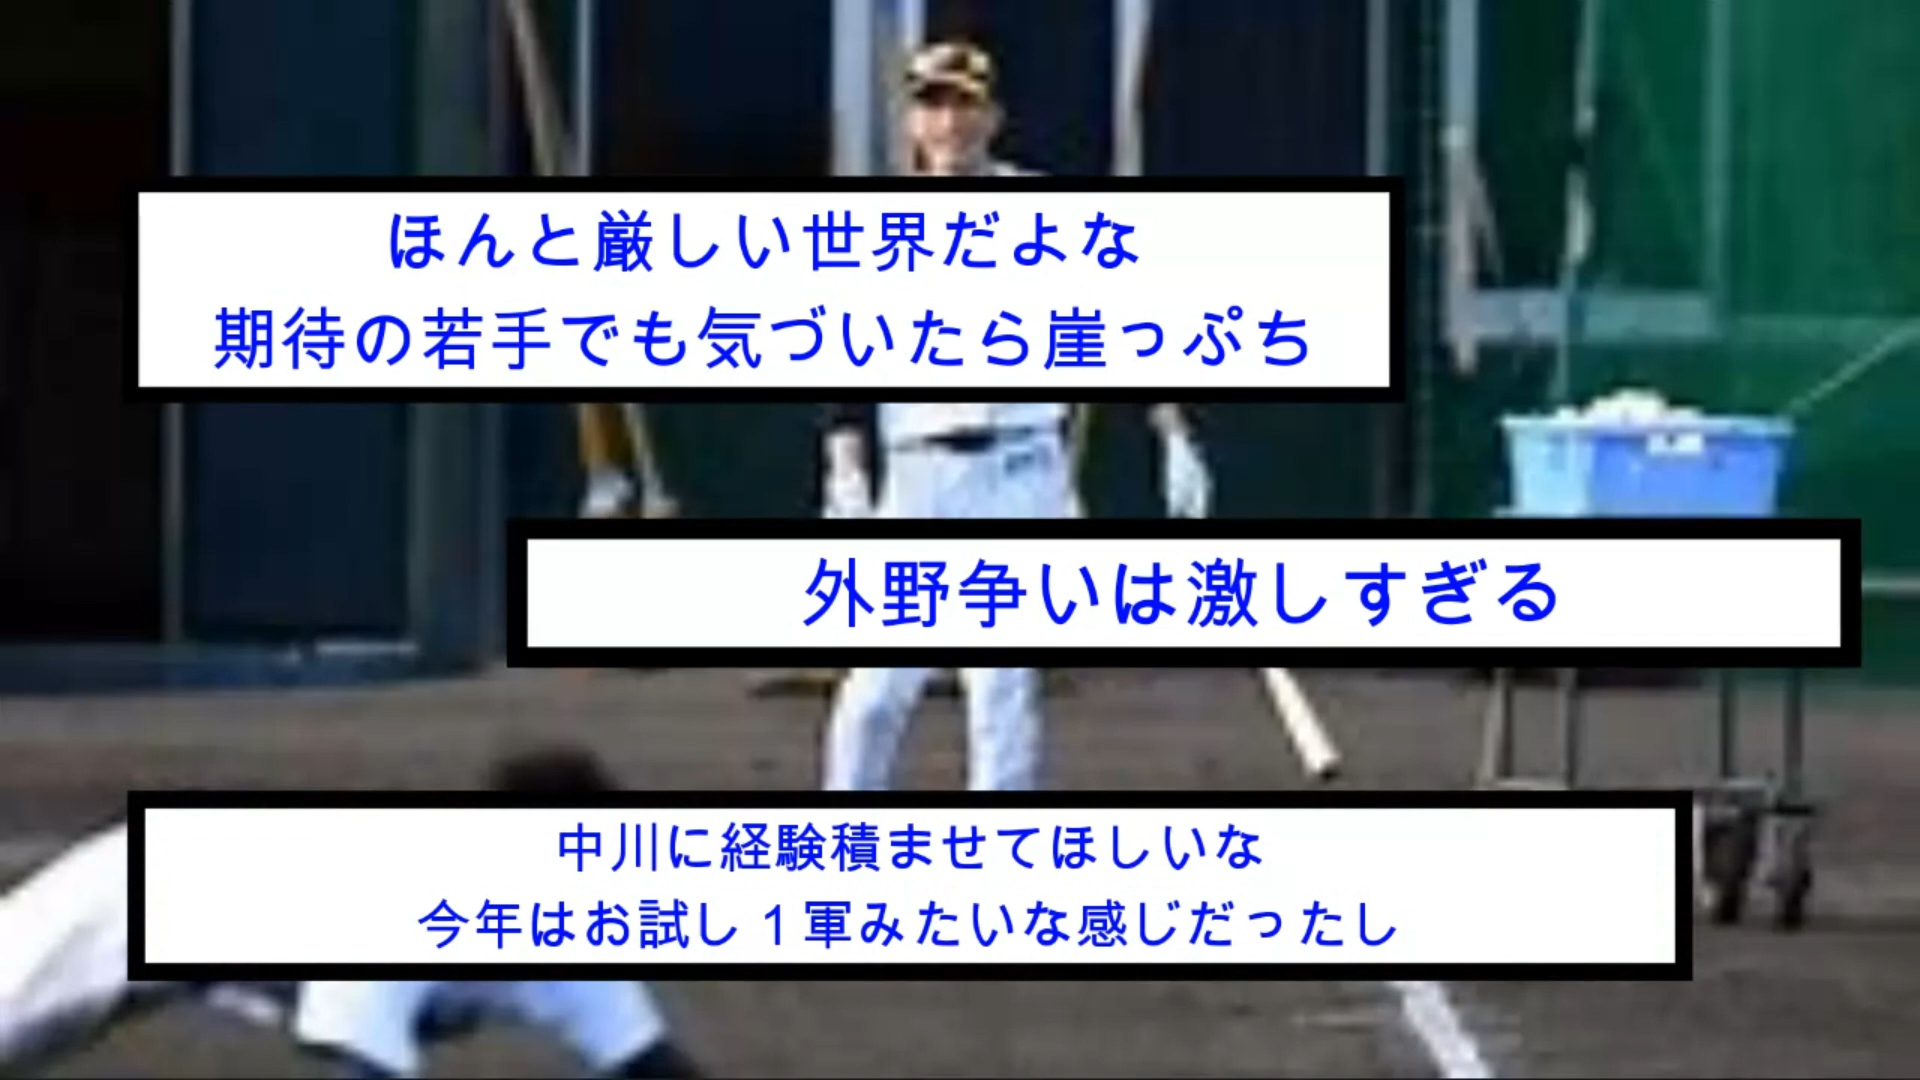 ほんと厳しい世界だよな
期待の若手でも気づいたら崖っぷち
外野争いは激しすぎる
中川に経験積ませてほしいな
今年はお試し１軍みたいな感じだったし